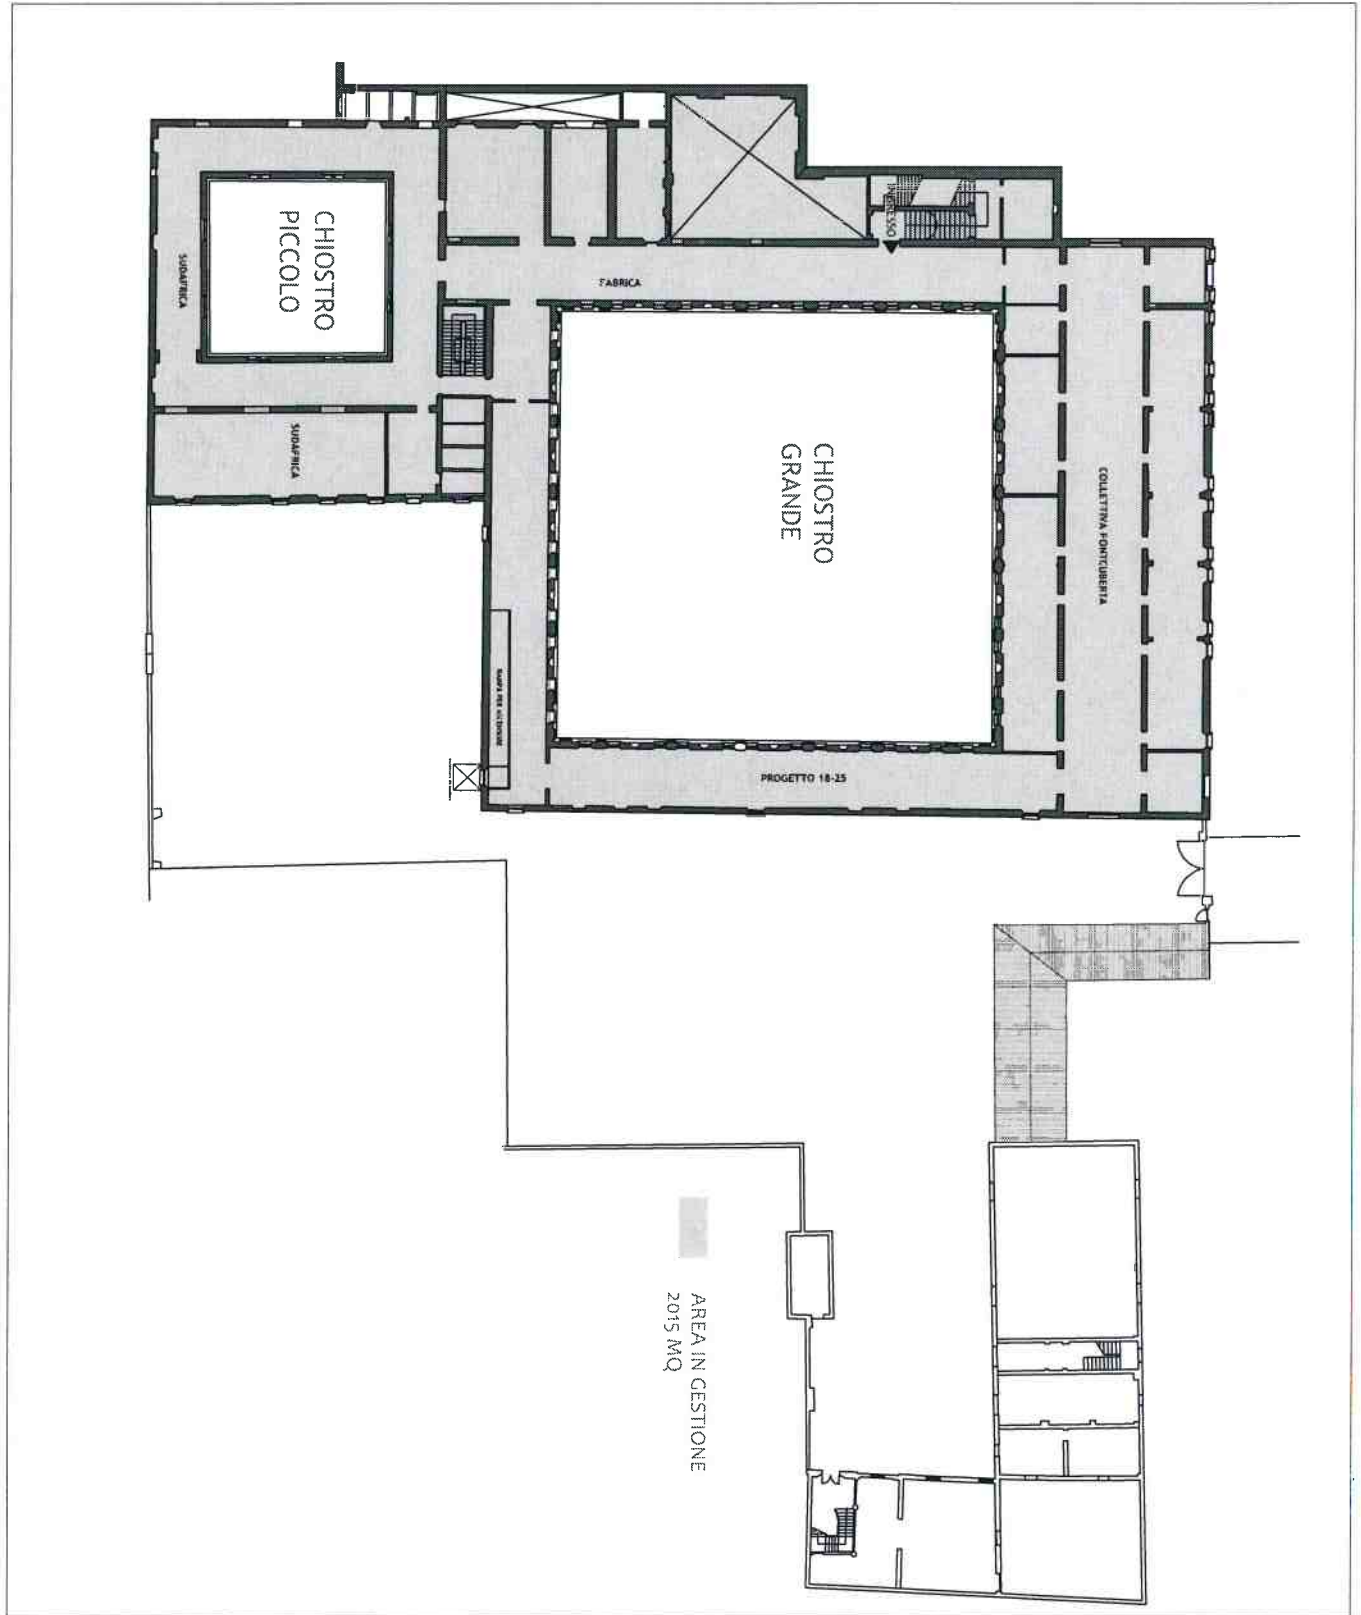 INGRESSO
CHIOSTRO
PICCOLO
SUDAFRICA
FABRICA
SUDAFRICA
CHIOSTRO
GRANDE
COLLETTIVA FONTCUBERTA
PROGETTO 18-25
AREA IN GESTIONE
2015 MQ